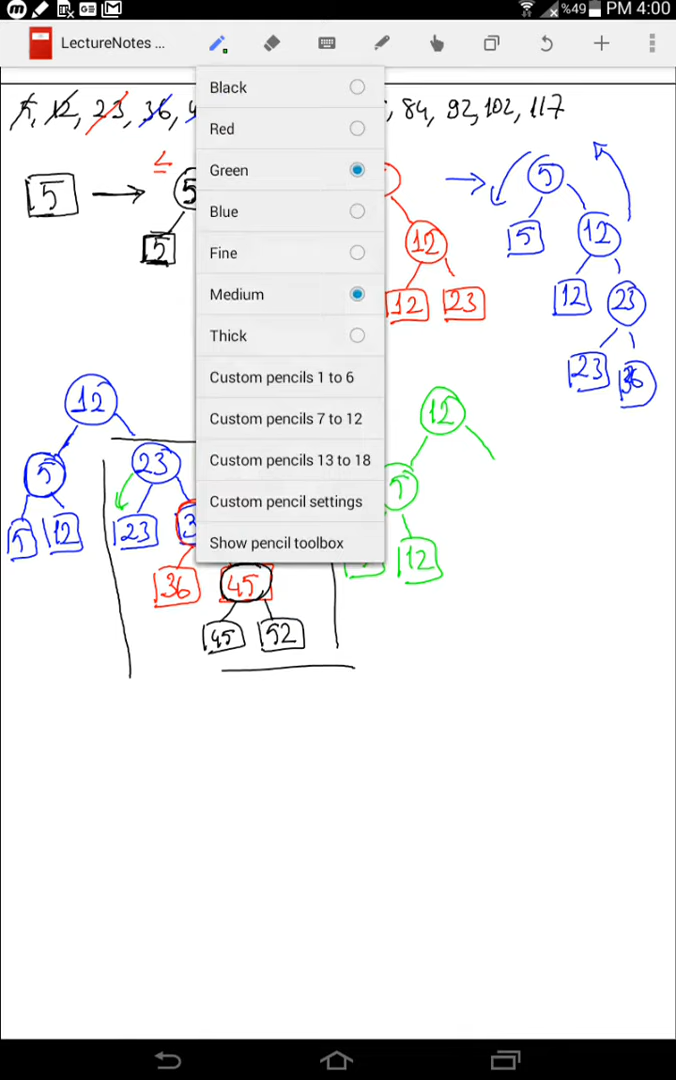 %49 PM 4:00
LectureNotes ...
5, 12, 23, 36, 4 , 84, 92, 102, 117
Black
Red
Green
Blue
Fine
Medium
Thick
Custom pencils 1 to 6
Custom pencils 7 to 12
Custom pencils 13 to 18
Custom pencil settings
Show pencil toolbox
≤
5 5 5
5 12 5 12
12 23 12 23
23 36
12 12
5 23 5
5 12 23 3 12
36 45
45 52